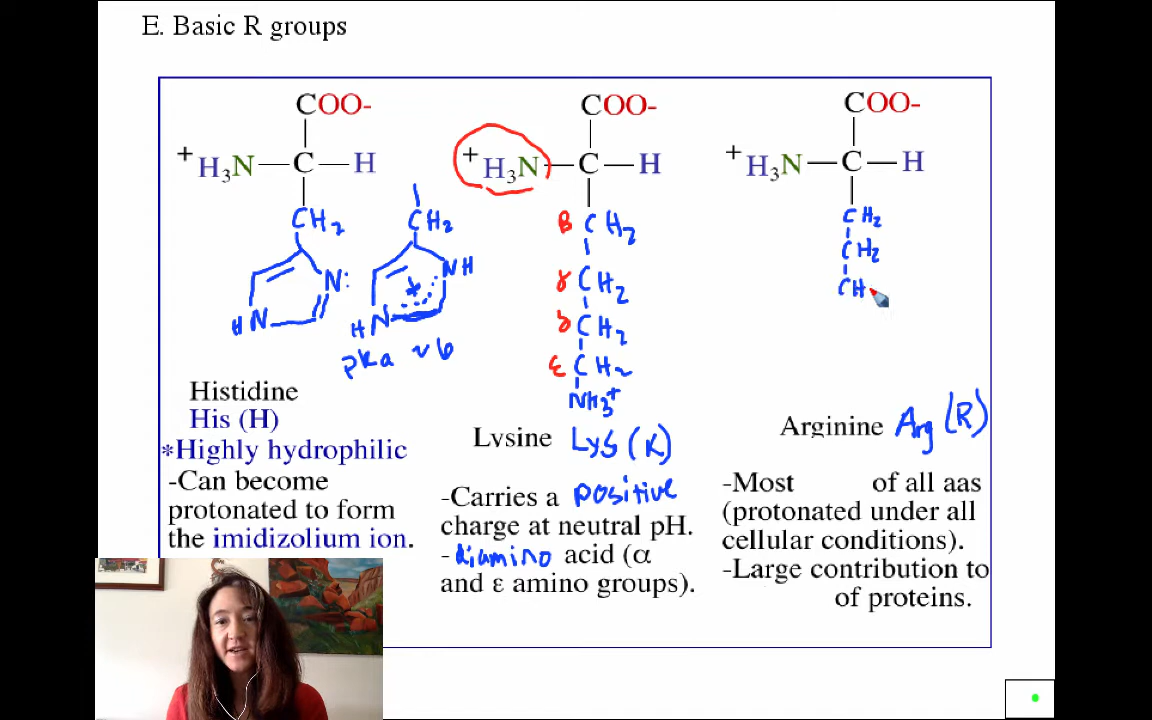 E. Basic R groups
COO-
+
H3N—C—H
CH2
N:
HN
CH2
NH
+
HN
pKa ~6
Histidine
His (H)
*Highly hydrophilic
-Can become
protonated to form
the imidizolium ion.
COO-
+
H3N—C—H
B CH2
γ CH2
δ CH2
ε CH2
NH3+
Lysine Lys (K)
-Carries a positive
charge at neutral pH.
-diamino acid (α
and ε amino groups).
COO-
+
H3N—C—H
CH2
CH2
CH
Arginine Arg (R)
-Most of all aas
(protonated under all
cellular conditions).
-Large contribution to
of proteins.